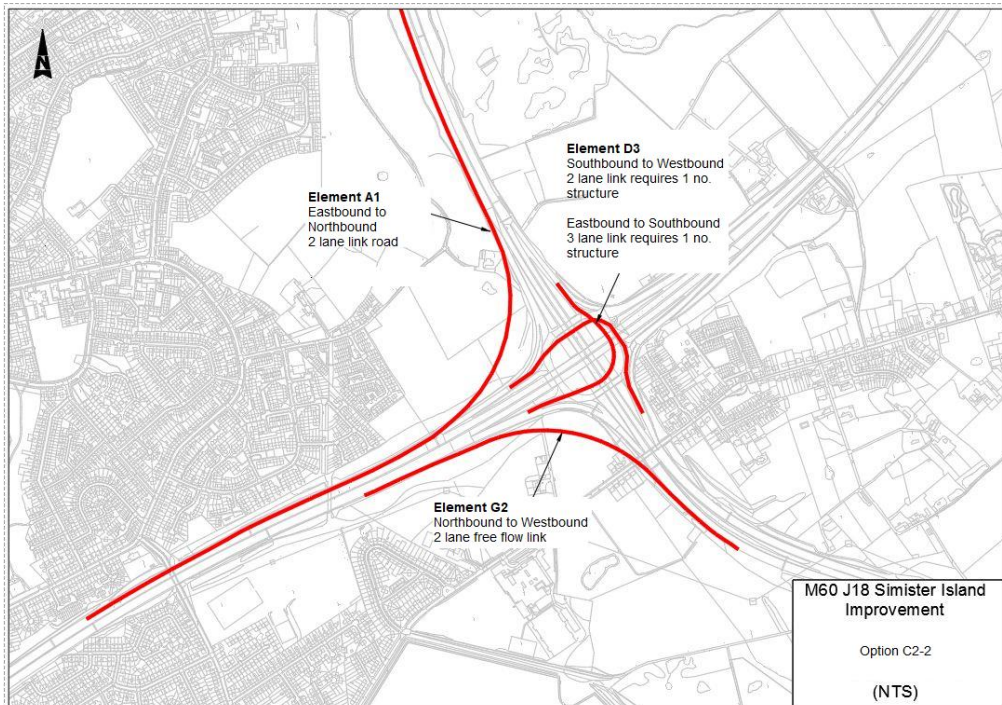 N
Element D3
Southbound to Westbound
2 lane link requires 1 no.
structure
Eastbound to Southbound
3 lane link requires 1 no.
structure
Element A1
Eastbound to
Northbound
2 lane link road
Element G2
Northbound to Westbound
2 lane free flow link
M60 J18 Simister Island
Improvement
Option C2-2
(NTS)